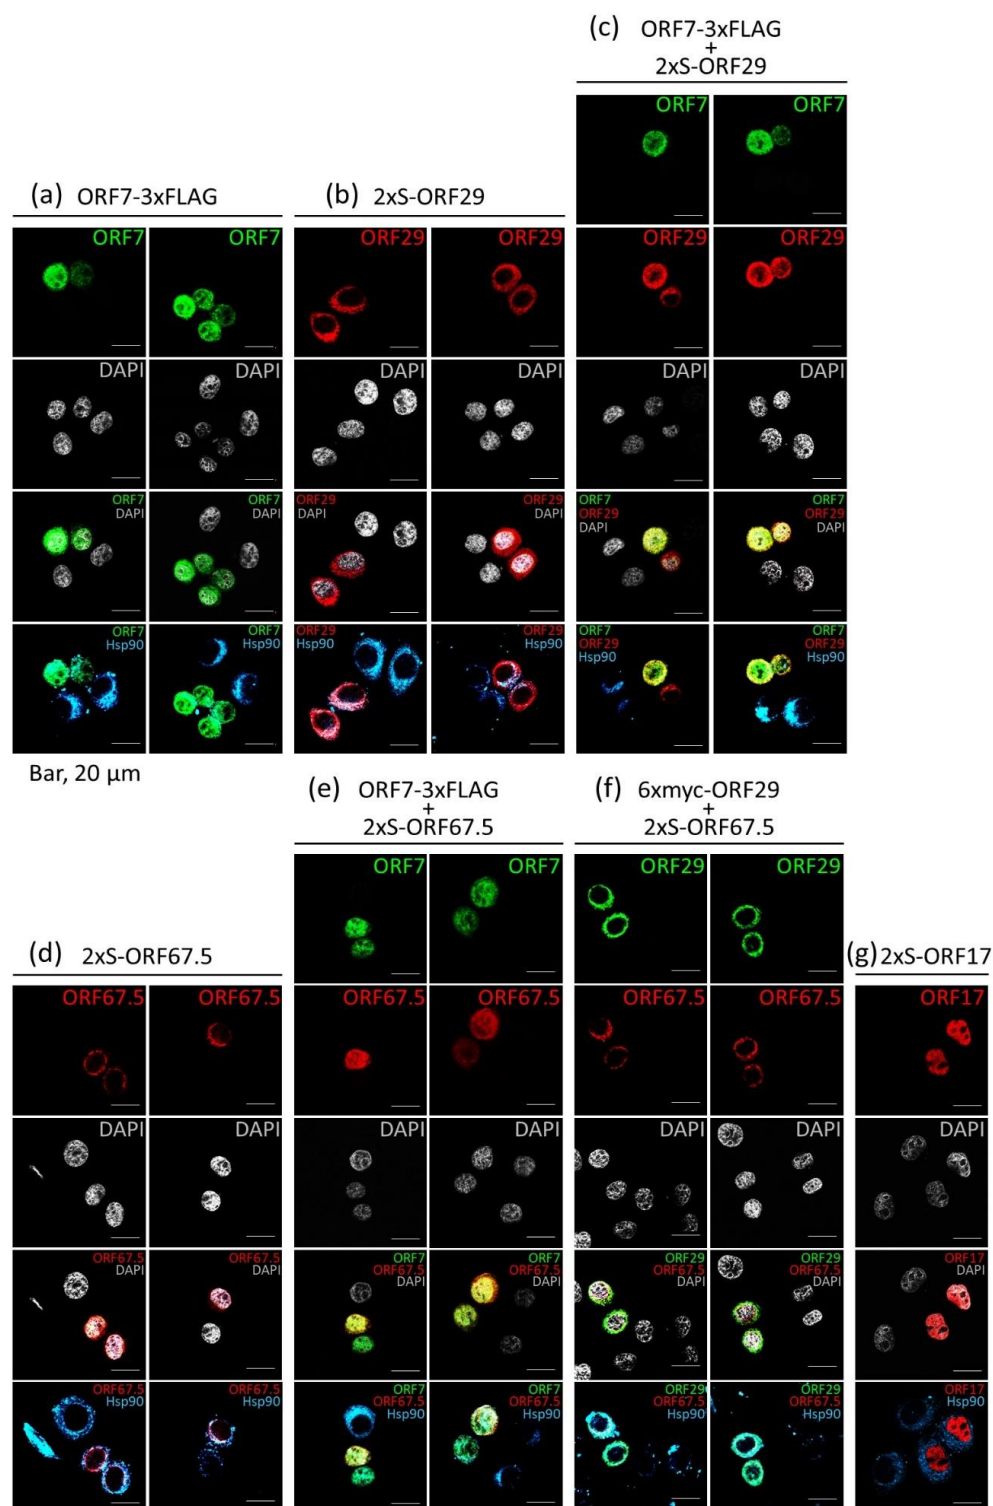 (c) ORF7-3xFLAG
+
2xS-ORF29
ORF7 ORF7
(a) ORF7-3xFLAG (b) 2xS-ORF29
ORF7 ORF7 ORF29 ORF29 ORF29 ORF29
DAPI DAPI DAPI DAPI DAPI DAPI
ORF7 ORF7 ORF29 ORF29 ORF7 ORF7
DAPI DAPI DAPI DAPI ORF29 ORF29
DAPI DAPI
ORF7 ORF7 ORF29 ORF29 ORF7 ORF7
Hsp90 Hsp90 Hsp90 Hsp90 ORF29 ORF29
Hsp90 Hsp90
Bar, 20 µm
(e) ORF7-3xFLAG (f) 6xmyc-ORF29
+ +
2xS-ORF67.5 2xS-ORF67.5
ORF7 ORF7 ORF29 ORF29
(d) 2xS-ORF67.5 (g) 2xS-ORF17
ORF67.5 ORF67.5 ORF67.5 ORF67.5 ORF67.5 ORF67.5 ORF17
DAPI DAPI DAPI DAPI DAPI DAPI DAPI
ORF67.5 ORF67.5 ORF7 ORF7 ORF29 ORF29 ORF17
DAPI DAPI ORF67.5 ORF67.5 ORF67.5 ORF67.5 DAPI
DAPI DAPI DAPI DAPI
ORF67.5 ORF67.5 ORF7 ORF7 ORF29 ORF29 ORF17
Hsp90 Hsp90 ORF67.5 ORF67.5 ORF67.5 ORF67.5 Hsp90
Hsp90 Hsp90 Hsp90 Hsp90